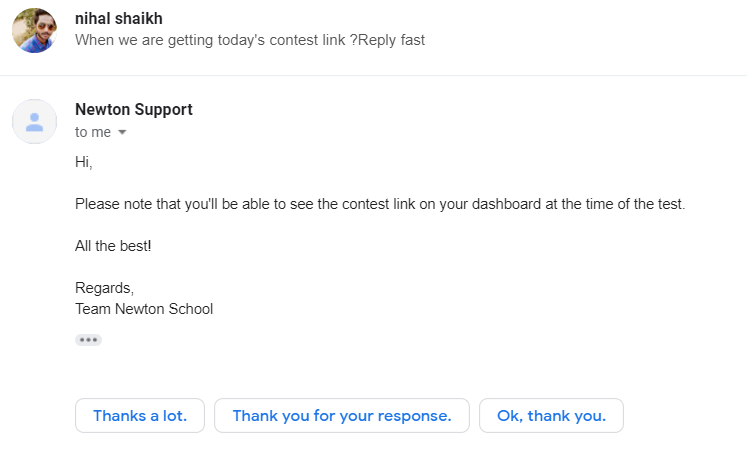 nihal shaikh
When we are getting today's contest link ?Reply fast
Newton Support
to me
Hi,
Please note that you'll be able to see the contest link on your dashboard at the time of the test.
All the best!
Regards,
Team Newton School
Thanks a lot. Thank you for your response. Ok, thank you.